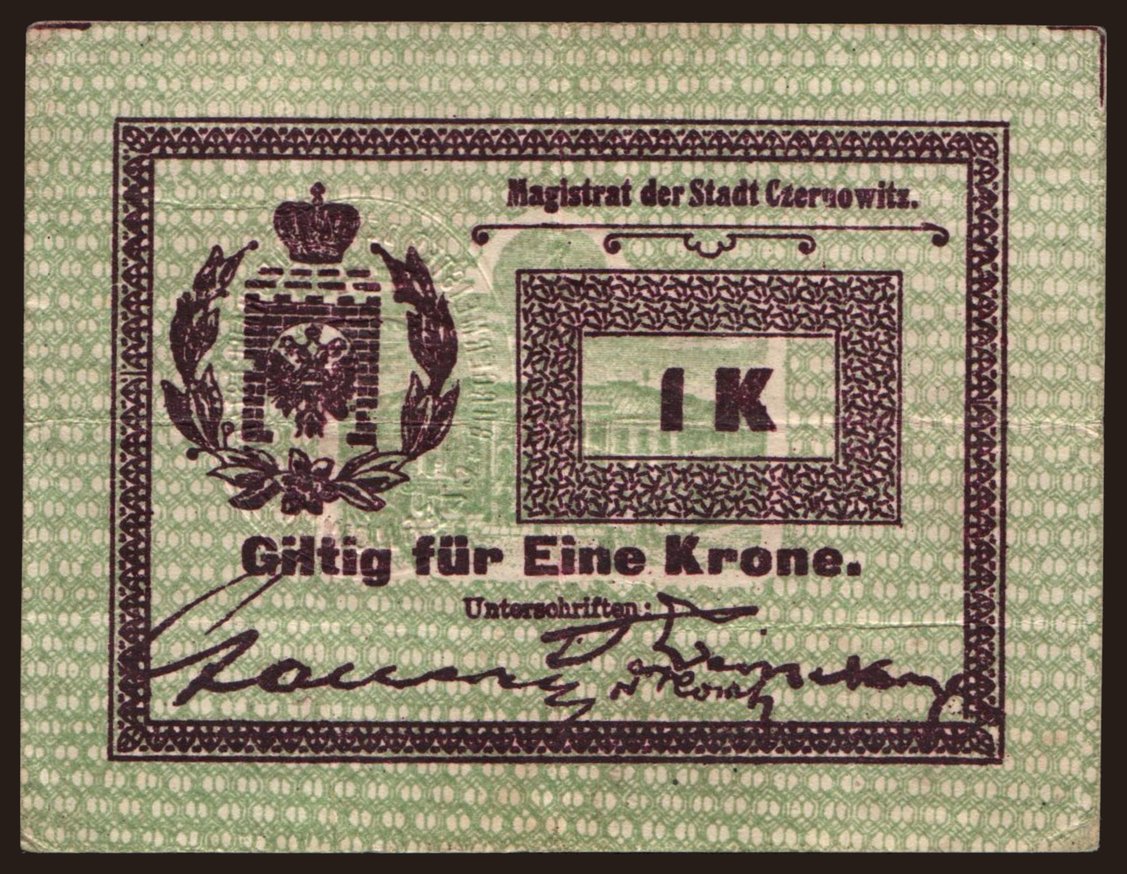 Magistrat der Stadt Czernowitz.
1 K
Giltig für Eine Krone.
Unterschriften: